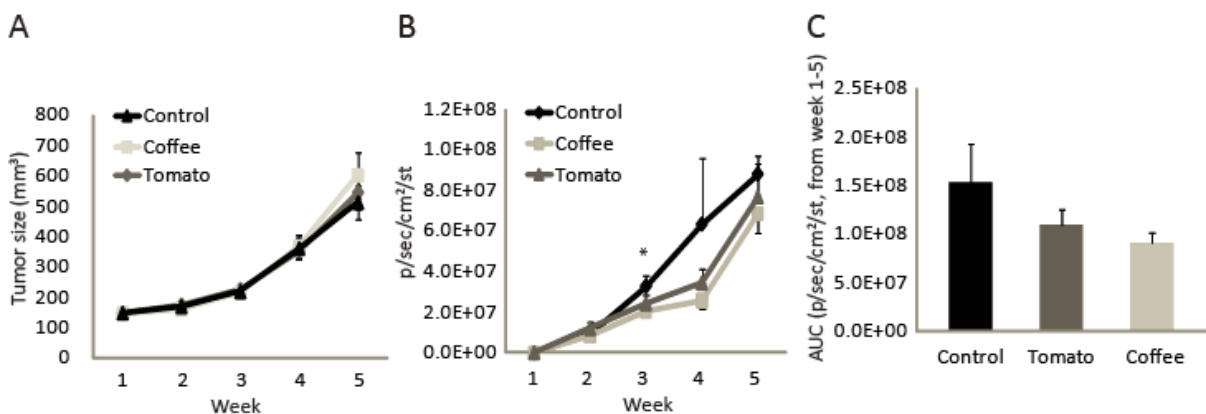 A
Tumor size (mm³)
800
700
600
500
400
300
200
100
0
Control
Coffee
Tomato
1 2 3 4 5
Week
B
p/sec/cm²/st
1.2E+08
1.0E+08
8.0E+07
6.0E+07
4.0E+07
2.0E+07
0.0E+00
Control
Coffee
Tomato
*
1 2 3 4 5
Week
C
AUC (p/sec/cm²/st, from week 1-5)
2.5E+08
2.0E+08
1.5E+08
1.0E+08
5.0E+07
0.0E+00
Control Tomato Coffee